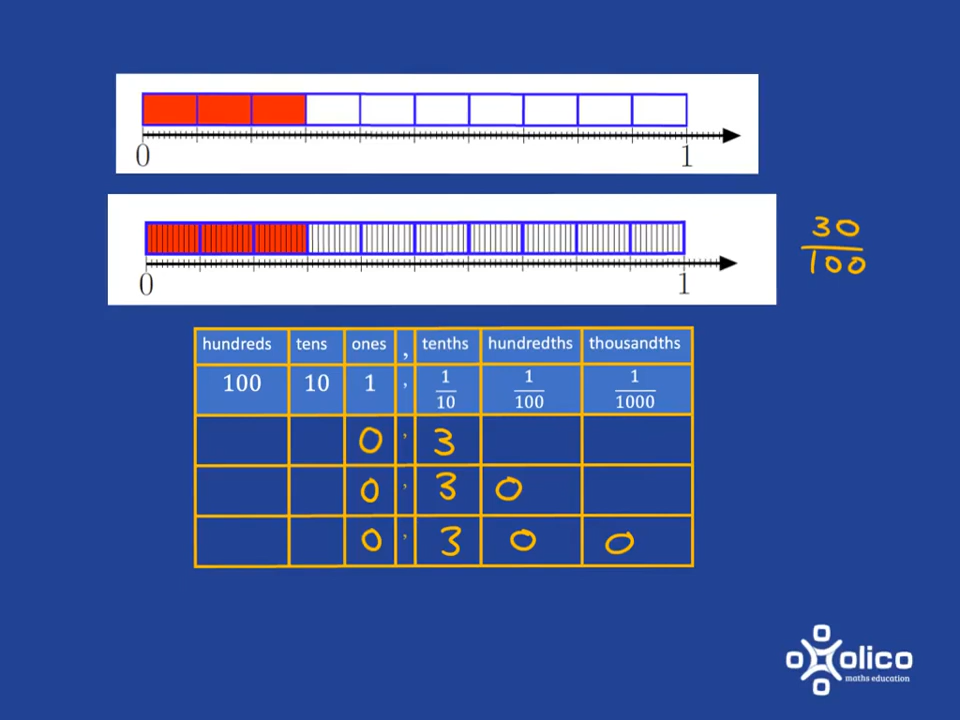 0 1
0 1
30
100
hundreds tens ones , tenths hundredths thousandths
100 10 1 , 1/10 1/100 1/1000
0 , 3
0 , 3 0
0 , 3 0 0
olico
maths education